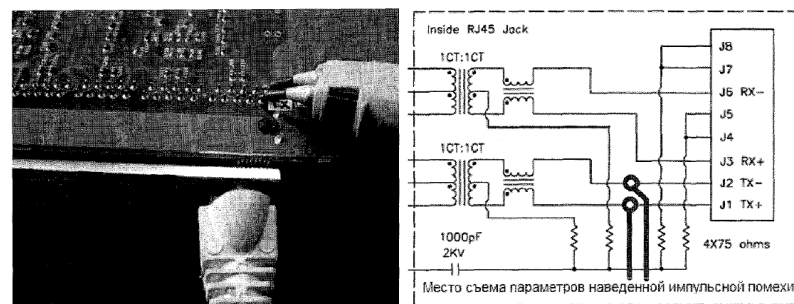 Inside RJ45 Jack
1CT:1CT
1CT:1CT
J8
J7
J6 RX-
J5
J4
J3 RX+
J2 TX-
J1 TX+
1000pF
2KV
4X75 ohms
Место съема параметров наведенной импульсной помехи